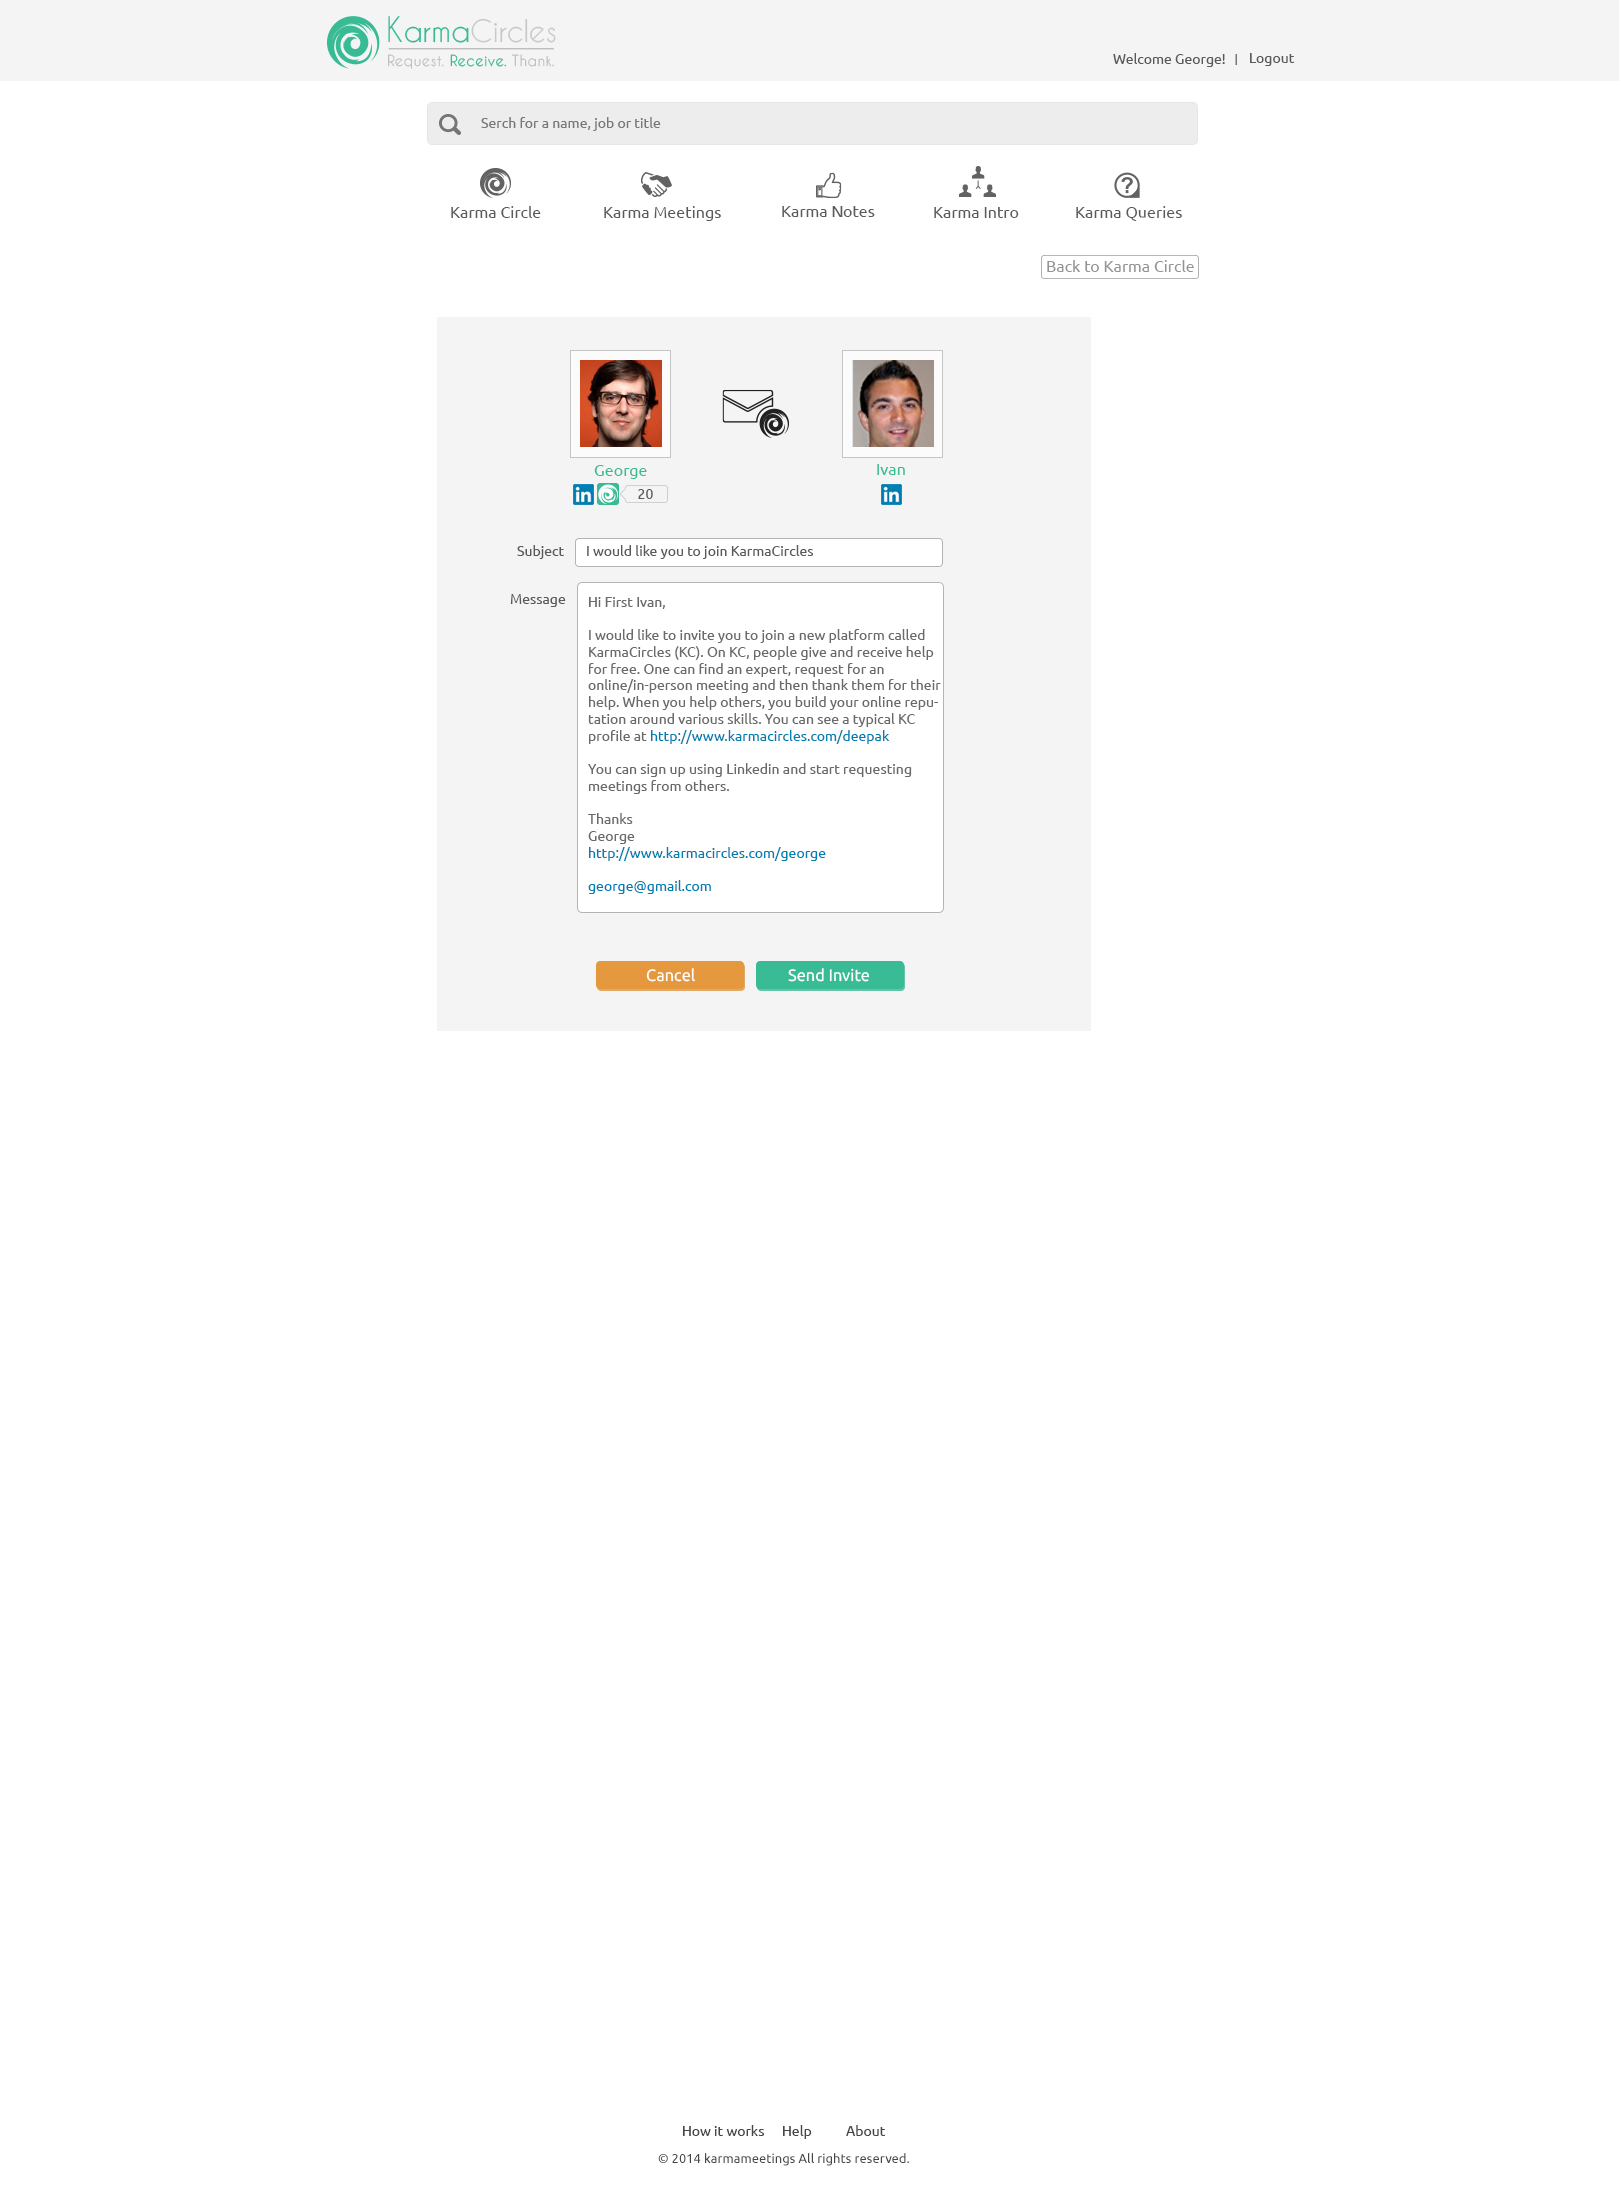 KarmaCircles
Request. Receive. Thank.
Welcome George! | Logout
Serch for a name, job or title
Karma Circle Karma Meetings Karma Notes Karma Intro Karma Queries
Back to Karma Circle
George Ivan
in 20 in
Subject I would like you to join KarmaCircles
Message Hi First Ivan,
I would like to invite you to join a new platform called
KarmaCircles (KC). On KC, people give and receive help
for free. One can find an expert, request for an
online/in-person meeting and then thank them for their
help. When you help others, you build your online repu-
tation around various skills. You can see a typical KC
profile at http://www.karmacircles.com/deepak
You can sign up using Linkedin and start requesting
meetings from others.
Thanks
George
http://www.karmacircles.com/george
george@gmail.com
Cancel Send Invite
How it works Help About
© 2014 karmameetings All rights reserved.